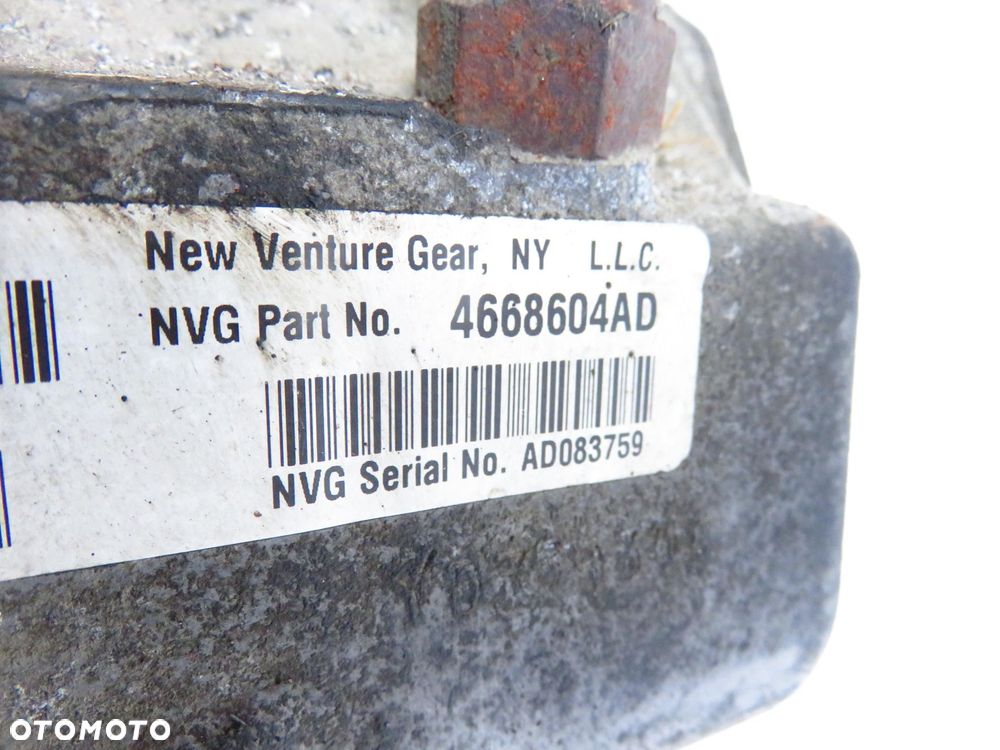 New Venture Gear, NY L.L.C.
NVG Part No. 4668604AD
NVG Serial No. AD083759
OTOMOTO